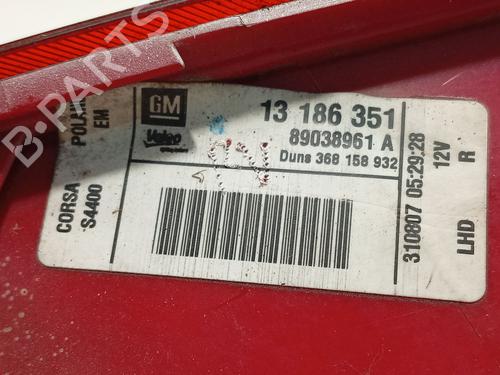 GM
Valeo
13 186 351
89038961 A
Duns 368 158 932
CORSA
S4400
EM
310807 05:29:28
12V
R
LHD
B-PARTS